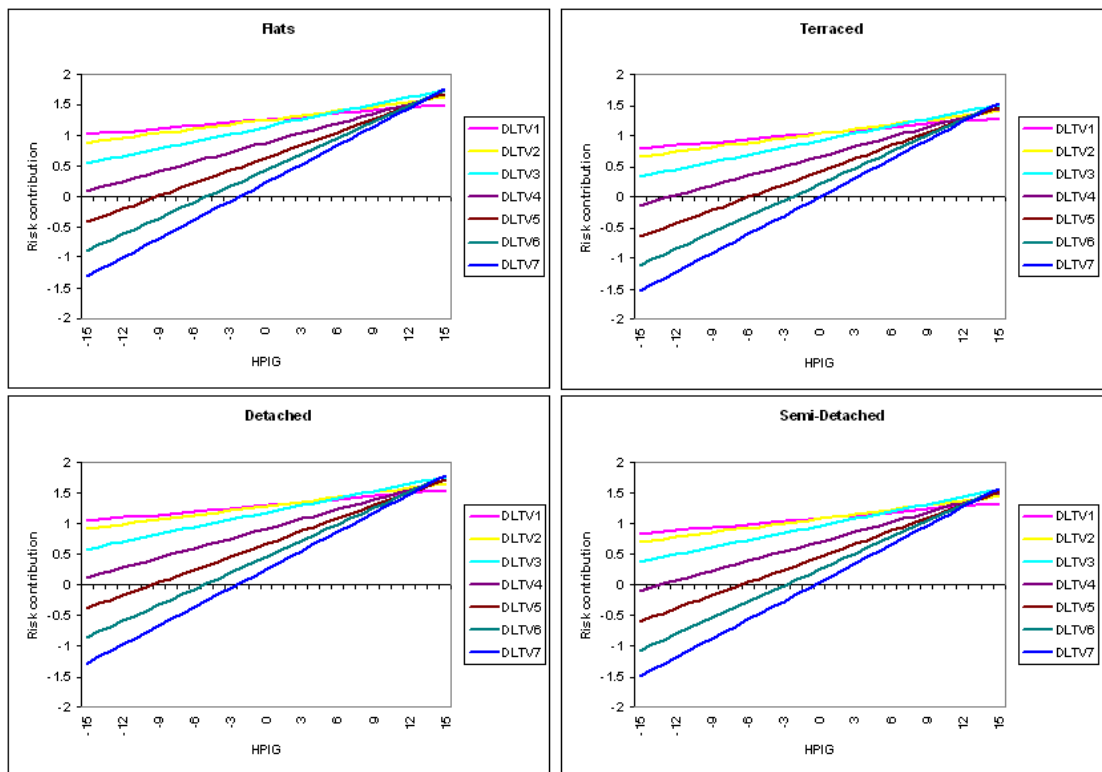 Flats
2
1.5
1
0.5
0
-0.5
-1
-1.5
-2
Risk contribution
-15
-12
-9
-6
-3
0
3
6
9
12
15
HPIG
DLTV1
DLTV2
DLTV3
DLTV4
DLTV5
DLTV6
DLTV7
Terraced
2
1.5
1
0.5
0
-0.5
-1
-1.5
-2
Risk contribution
-15
-12
-9
-6
-3
0
3
6
9
12
15
HPIG
DLTV1
DLTV2
DLTV3
DLTV4
DLTV5
DLTV6
DLTV7
Detached
2
1.5
1
0.5
0
-0.5
-1
-1.5
-2
Risk contribution
-15
-12
-9
-6
-3
0
3
6
9
12
15
HPIG
DLTV1
DLTV2
DLTV3
DLTV4
DLTV5
DLTV6
DLTV7
Semi-Detached
2
1.5
1
0.5
0
-0.5
-1
-1.5
-2
Risk contribution
-15
-12
-9
-6
-3
0
3
6
9
12
15
HPIG
DLTV1
DLTV2
DLTV3
DLTV4
DLTV5
DLTV6
DLTV7